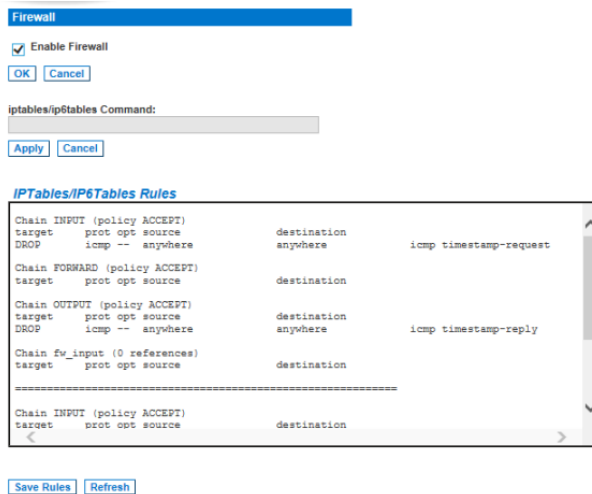 Firewall
Enable Firewall
OK Cancel
iptables/ip6tables Command:
Apply Cancel
IPTables/IP6Tables Rules
Chain INPUT (policy ACCEPT)
target prot opt source destination
DROP icmp -- anywhere anywhere icmp timestamp-request
Chain FORWARD (policy ACCEPT)
target prot opt source destination
Chain OUTPUT (policy ACCEPT)
target prot opt source destination
DROP icmp -- anywhere anywhere icmp timestamp-reply
Chain fw_input (0 references)
target prot opt source destination
============================================================
Chain INPUT (policy ACCEPT)
target prot opt source destination
Save Rules Refresh